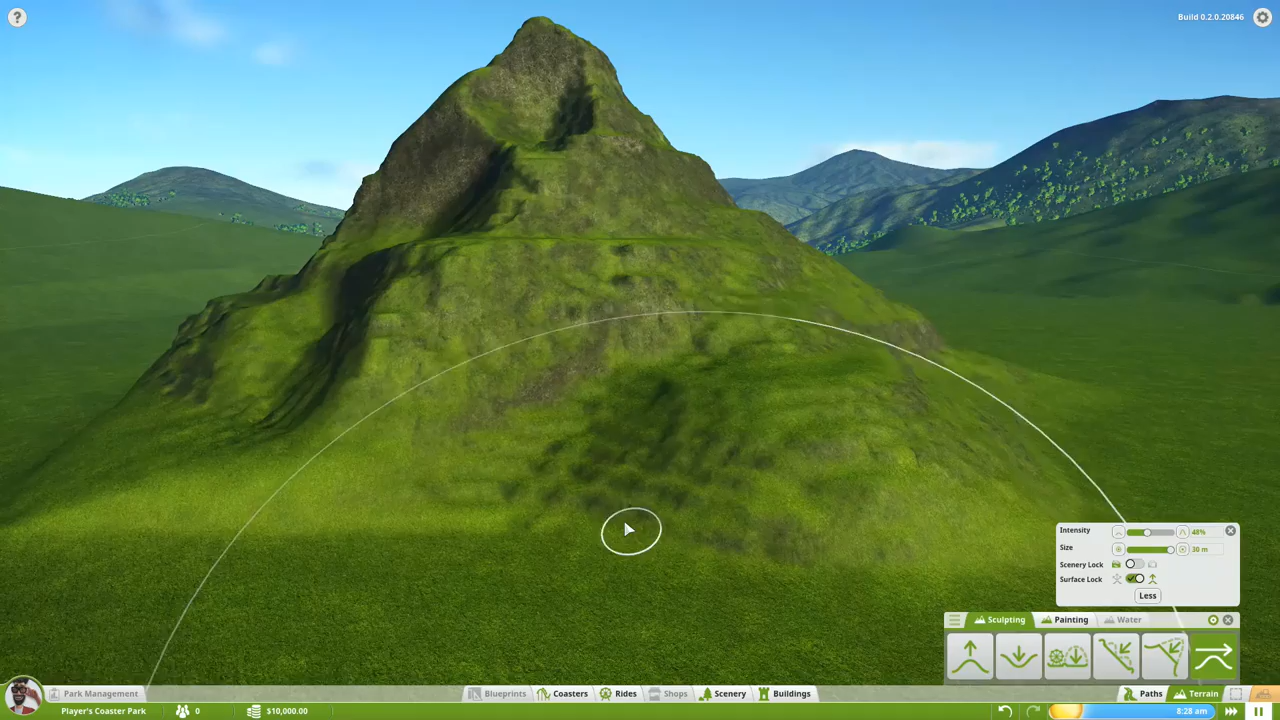 ?
Build 0.2.0.20846
Intensity 48%
Size 30 m
Scenery Lock
Surface Lock
Less
Sculpting Painting Water
Park Management Blueprints Coasters Rides Shops Scenery Buildings Paths Terrain
Player's Coaster Park 0 $10,000.00 8:28 am